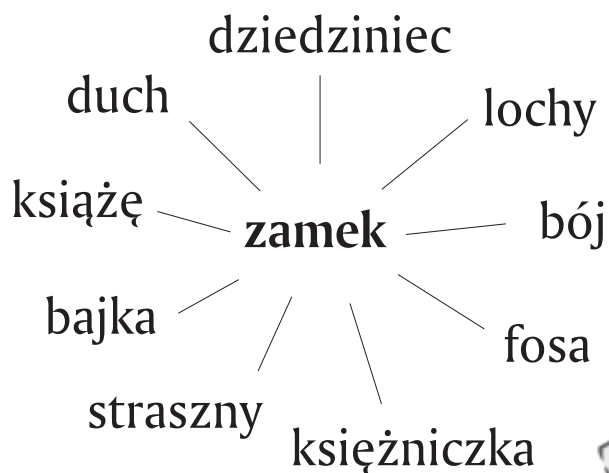 dziedziniec
duch
lochy
książę
bój
zamek
bajka
fosa
straszny
księżniczka